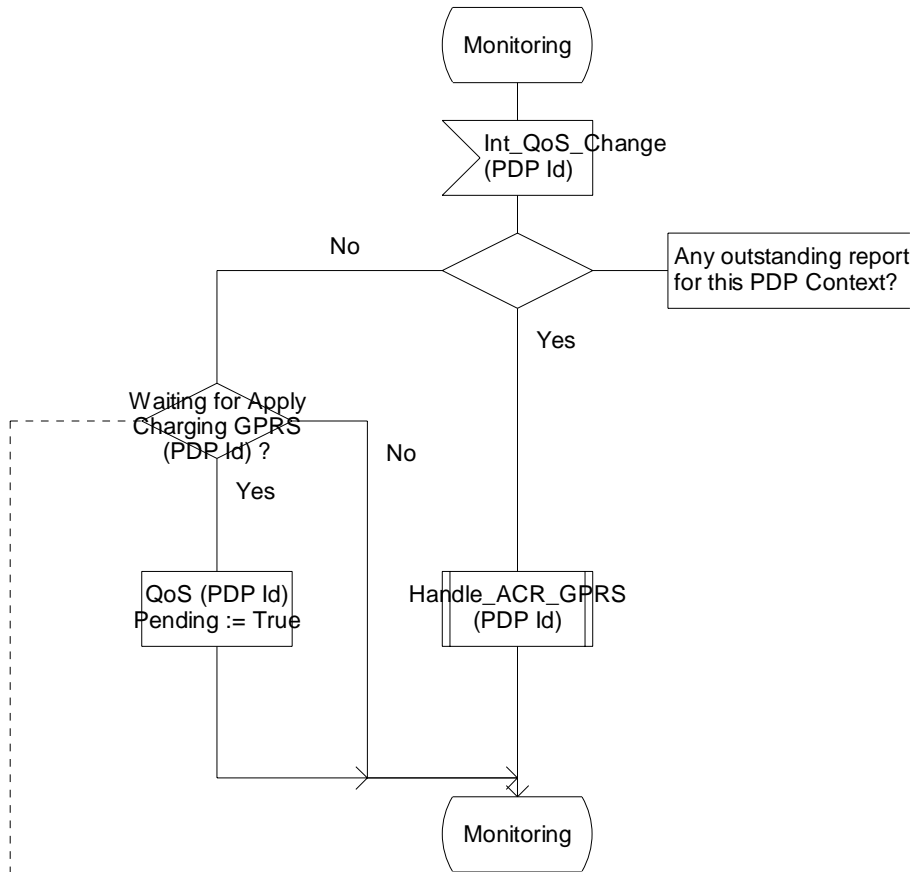 Monitoring
Int_QoS_Change
(PDP Id)
No
Any outstanding report
for this PDP Context?
Yes
Waiting for Apply
Charging GPRS
(PDP Id) ?
No
Yes
QoS (PDP Id)
Pending := True
Handle_ACR_GPRS
(PDP Id)
Monitoring